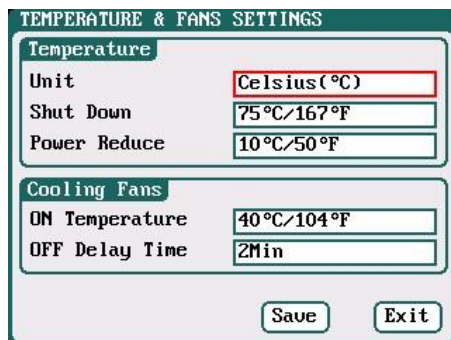 TEMPERATURE & FANS SETTINGS
Temperature
Unit Celsius(°C)
Shut Down 75°C/167°F
Power Reduce 10°C/50°F
Cooling Fans
ON Temperature 40°C/104°F
OFF Delay Time 2Min
Save Exit